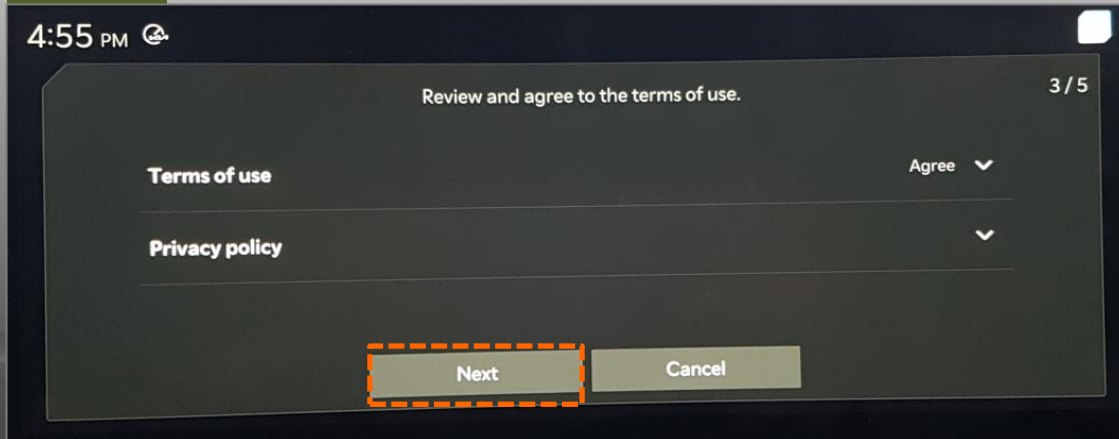 4:55 PM
Review and agree to the terms of use.
3 / 5
Terms of use
Agree
Privacy policy
Next
Cancel